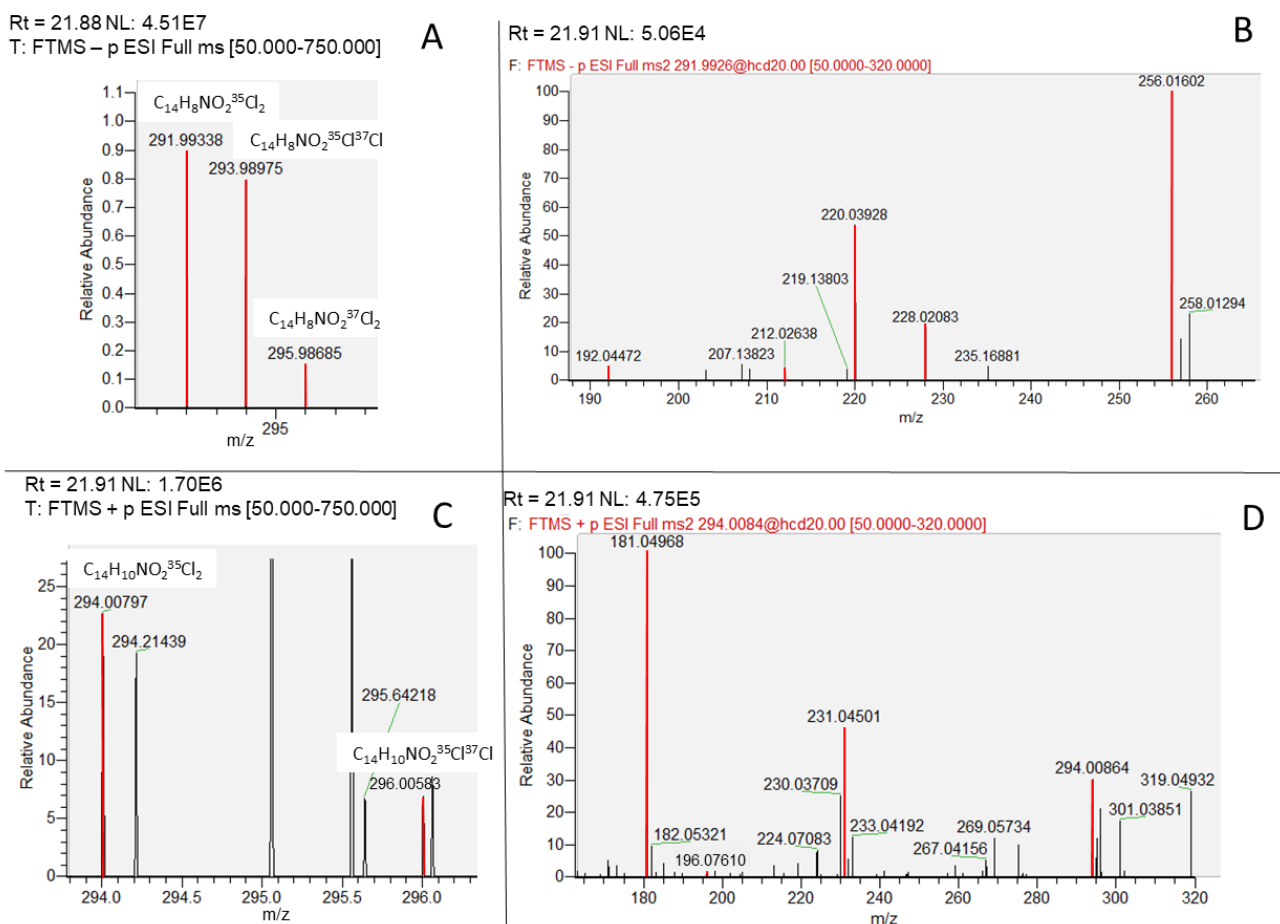 Rt = 21.88 NL: 4.51E7
T: FTMS – p ESI Full ms [50.000-750.000]
A
C₁₄H₈NO₂³⁵Cl₂
C₁₄H₈NO₂³⁵Cl³⁷Cl
C₁₄H₈NO₂³⁷Cl₂
291.99338
293.98975
295.98685
Relative Abundance
1.1
1.0
0.9
0.8
0.7
0.6
0.5
0.4
0.3
0.2
0.1
0.0
295
m/z
Rt = 21.91 NL: 5.06E4
B
F: FTMS - p ESI Full ms2 291.9926@hcd20.00 [50.0000-320.0000]
256.01602
220.03928
219.13803
258.01294
212.02638
228.02083
192.04472
207.13823
235.16881
Relative Abundance
100
90
80
70
60
50
40
30
20
10
0
190 200 210 220 230 240 250 260
m/z
Rt = 21.91 NL: 1.70E6
T: FTMS + p ESI Full ms [50.000-750.000]
C
C₁₄H₁₀NO₂³⁵Cl₂
294.00797
294.21439
295.64218
C₁₄H₁₀NO₂³⁵Cl³⁷Cl
296.00583
Relative Abundance
25
20
15
10
5
0
294.0 294.5 295.0 295.5 296.0
m/z
Rt = 21.91 NL: 4.75E5
D
F: FTMS + p ESI Full ms2 294.0084@hcd20.00 [50.0000-320.0000]
181.04968
231.04501
230.03709
294.00864
319.04932
301.03851
182.05321
224.07083
233.04192
269.05734
267.04156
196.07610
Relative Abundance
100
90
80
70
60
50
40
30
20
10
0
180 200 220 240 260 280 300 320
m/z